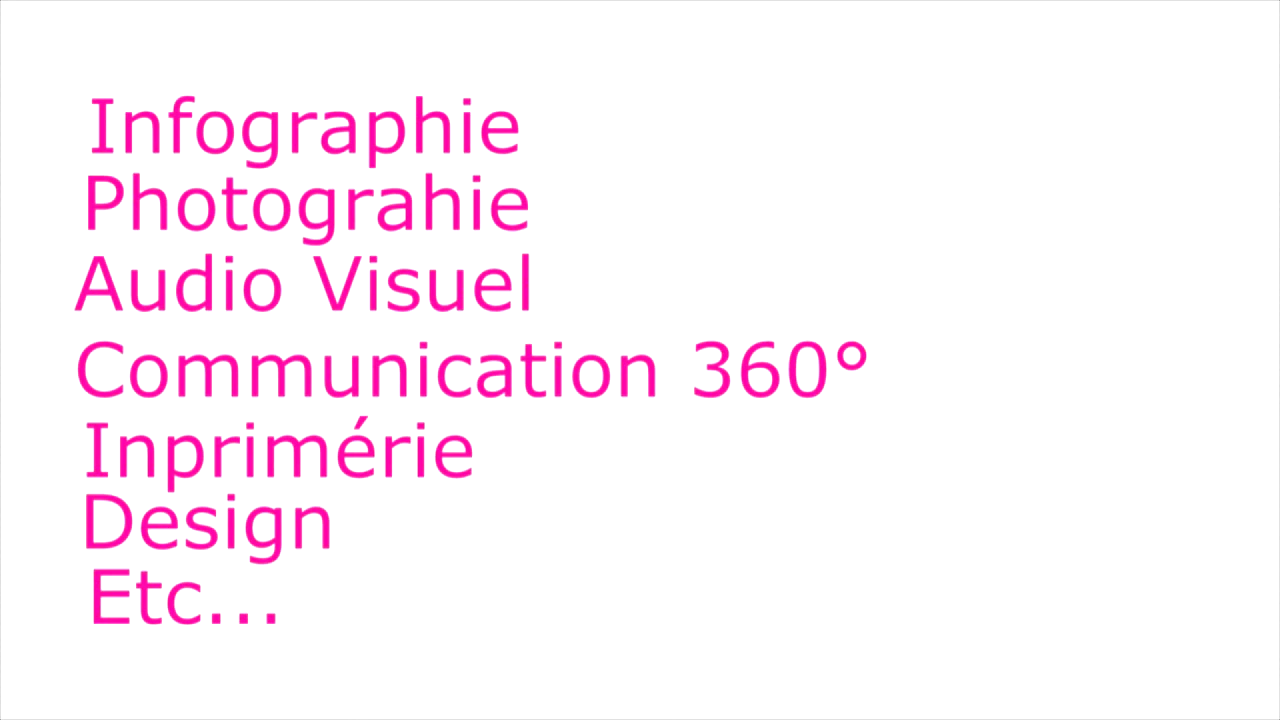 Infographie
Photograhie
Audio Visuel
Communication 360°
Inprimérie
Design
Etc...